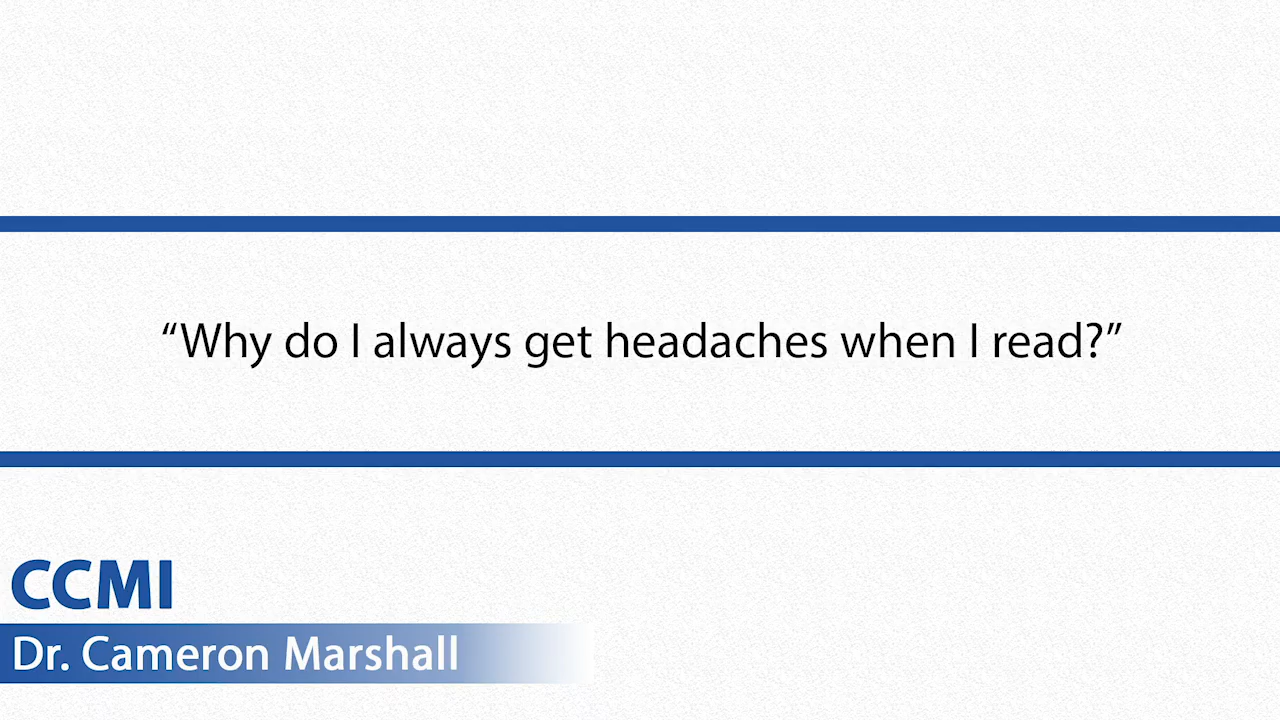 “Why do I always get headaches when I read?”
CCMI
Dr. Cameron Marshall